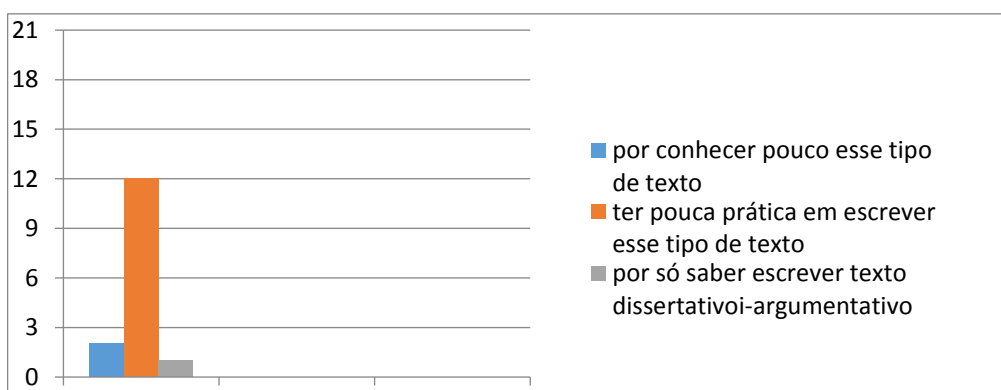 21
18
15
12
9
6
3
0
por conhecer pouco esse tipo
de texto
ter pouca prática em escrever
esse tipo de texto
por só saber escrever texto
dissertativoi-argumentativo